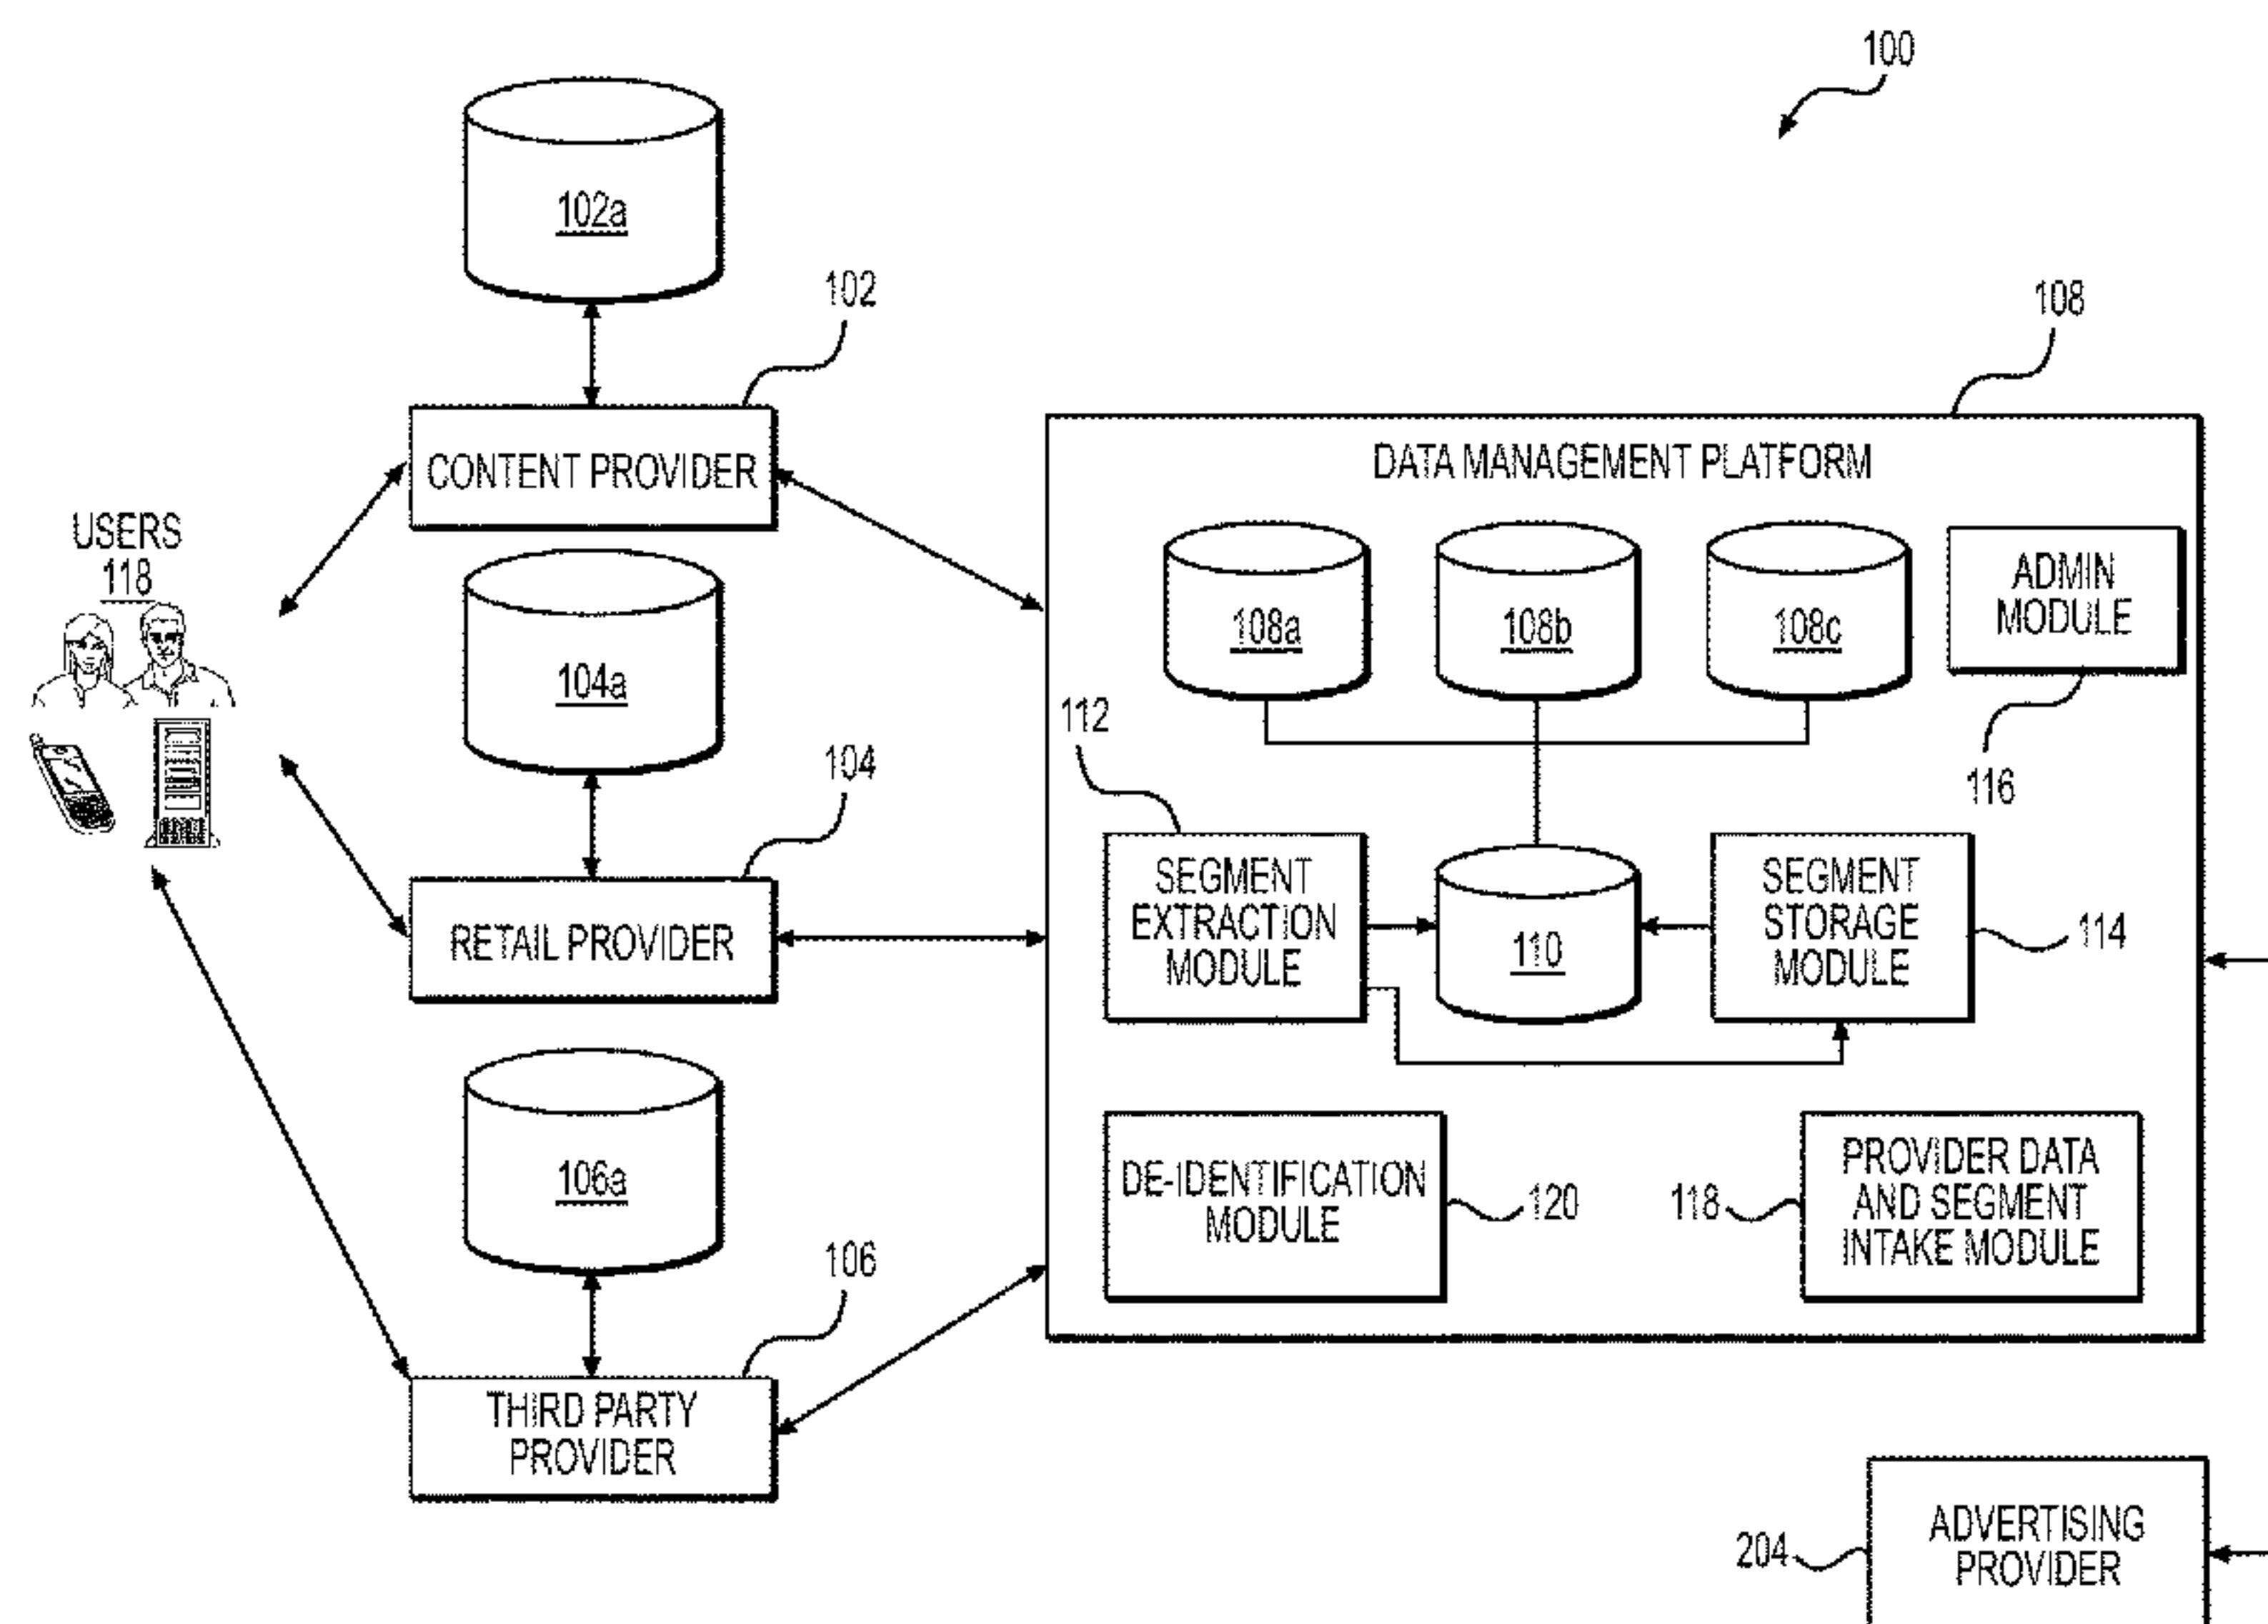 100
102a
102
108
CONTENT PROVIDER
DATA MANAGEMENT PLATFORM
USERS
118
104a
108a
108b
108c
ADMIN
MODULE
112
116
104
RETAIL PROVIDER
SEGMENT
EXTRACTION
MODULE
110
SEGMENT
STORAGE
MODULE
114
106a
DE-IDENTIFICATION
MODULE
120
118
PROVIDER DATA
AND SEGMENT
INTAKE MODULE
106
THIRD PARTY
PROVIDER
204
ADVERTISING
PROVIDER